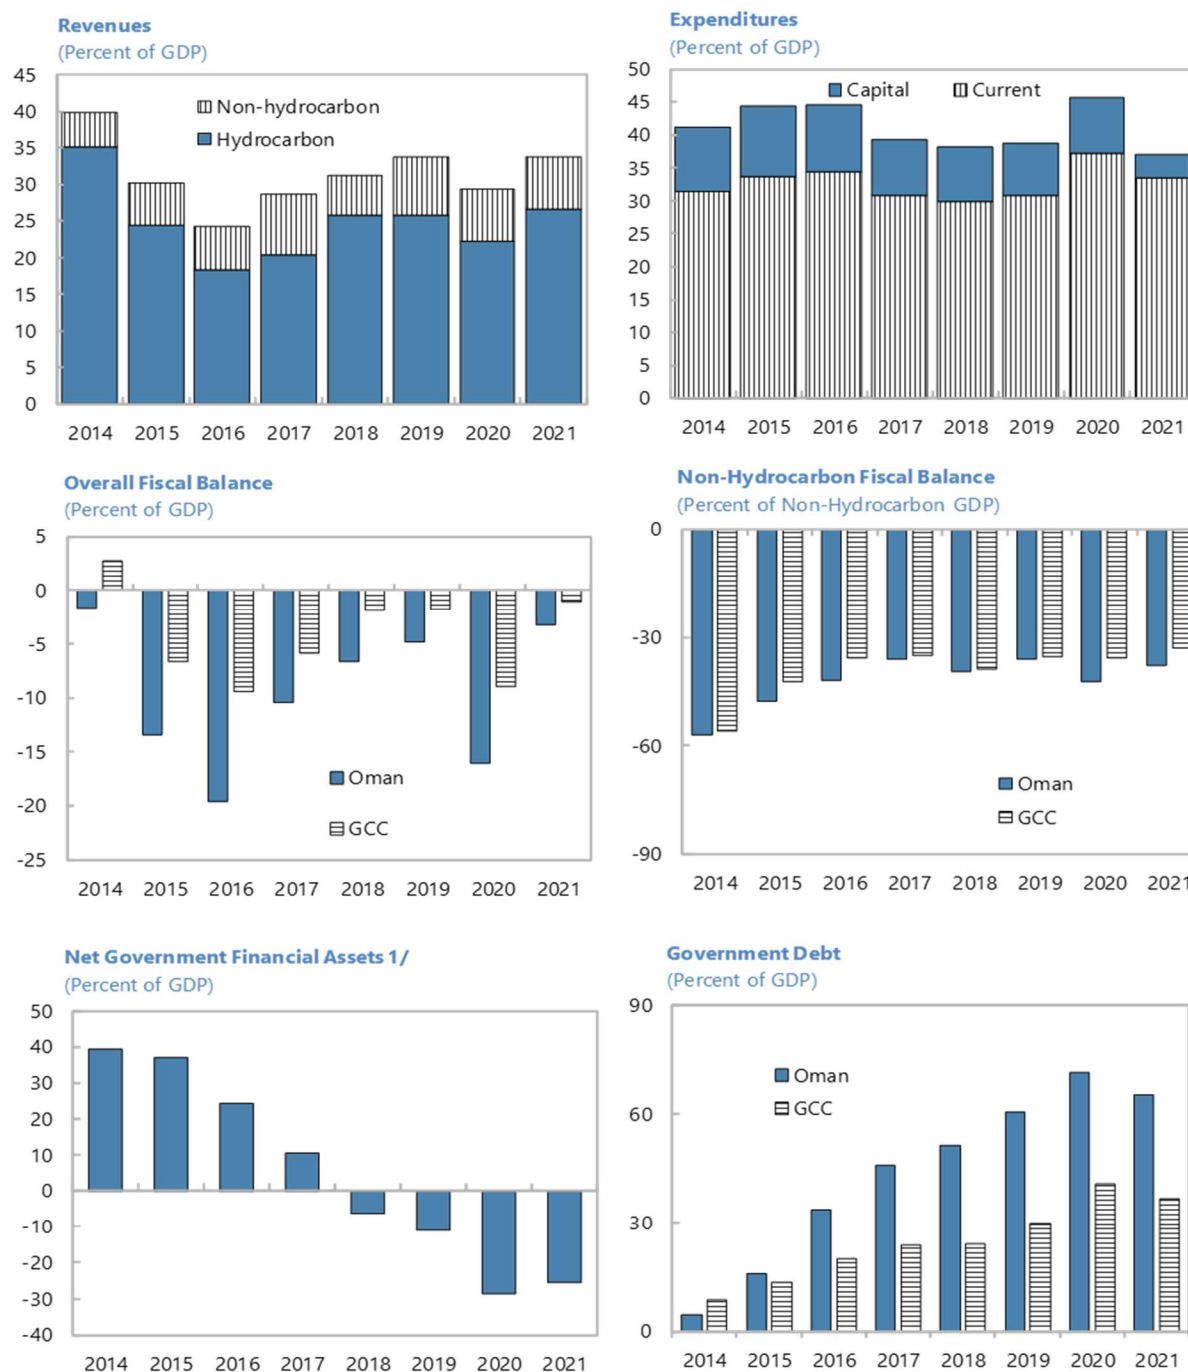 Revenues
(Percent of GDP)
45
40
35
30
25
20
15
10
5
0
Non-hydrocarbon
Hydrocarbon
2014 2015 2016 2017 2018 2019 2020 2021
Expenditures
(Percent of GDP)
50
45
40
35
30
25
20
15
10
5
0
Capital Current
2014 2015 2016 2017 2018 2019 2020 2021
Overall Fiscal Balance
(Percent of GDP)
5
0
-5
-10
-15
-20
-25
Oman
GCC
2014 2015 2016 2017 2018 2019 2020 2021
Non-Hydrocarbon Fiscal Balance
(Percent of Non-Hydrocarbon GDP)
0
-30
-60
-90
Oman
GCC
2014 2015 2016 2017 2018 2019 2020 2021
Net Government Financial Assets 1/
(Percent of GDP)
50
40
30
20
10
0
-10
-20
-30
-40
2014 2015 2016 2017 2018 2019 2020 2021
Government Debt
(Percent of GDP)
90
60
30
0
Oman
GCC
2014 2015 2016 2017 2018 2019 2020 2021